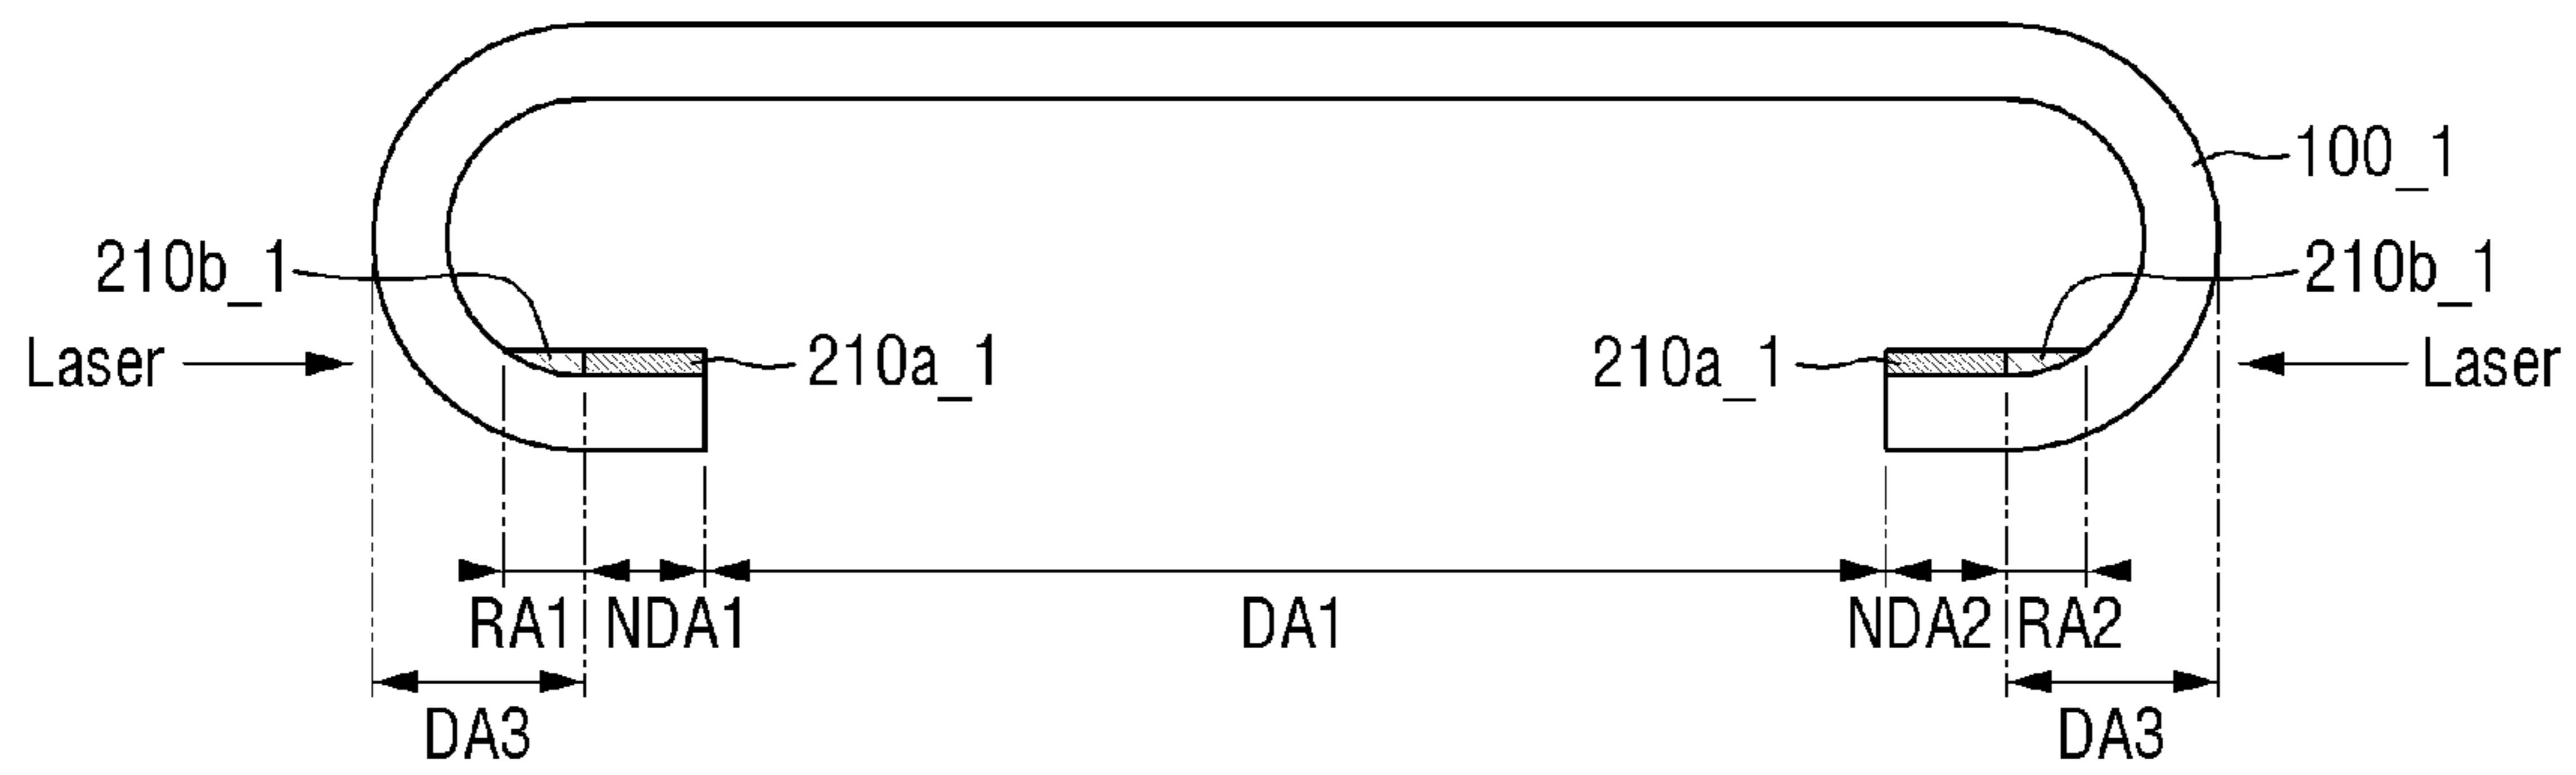 100_1
210b_1
210b_1
Laser
210a_1
210a_1
Laser
RA1
NDA1
DA1
NDA2
RA2
DA3
DA3